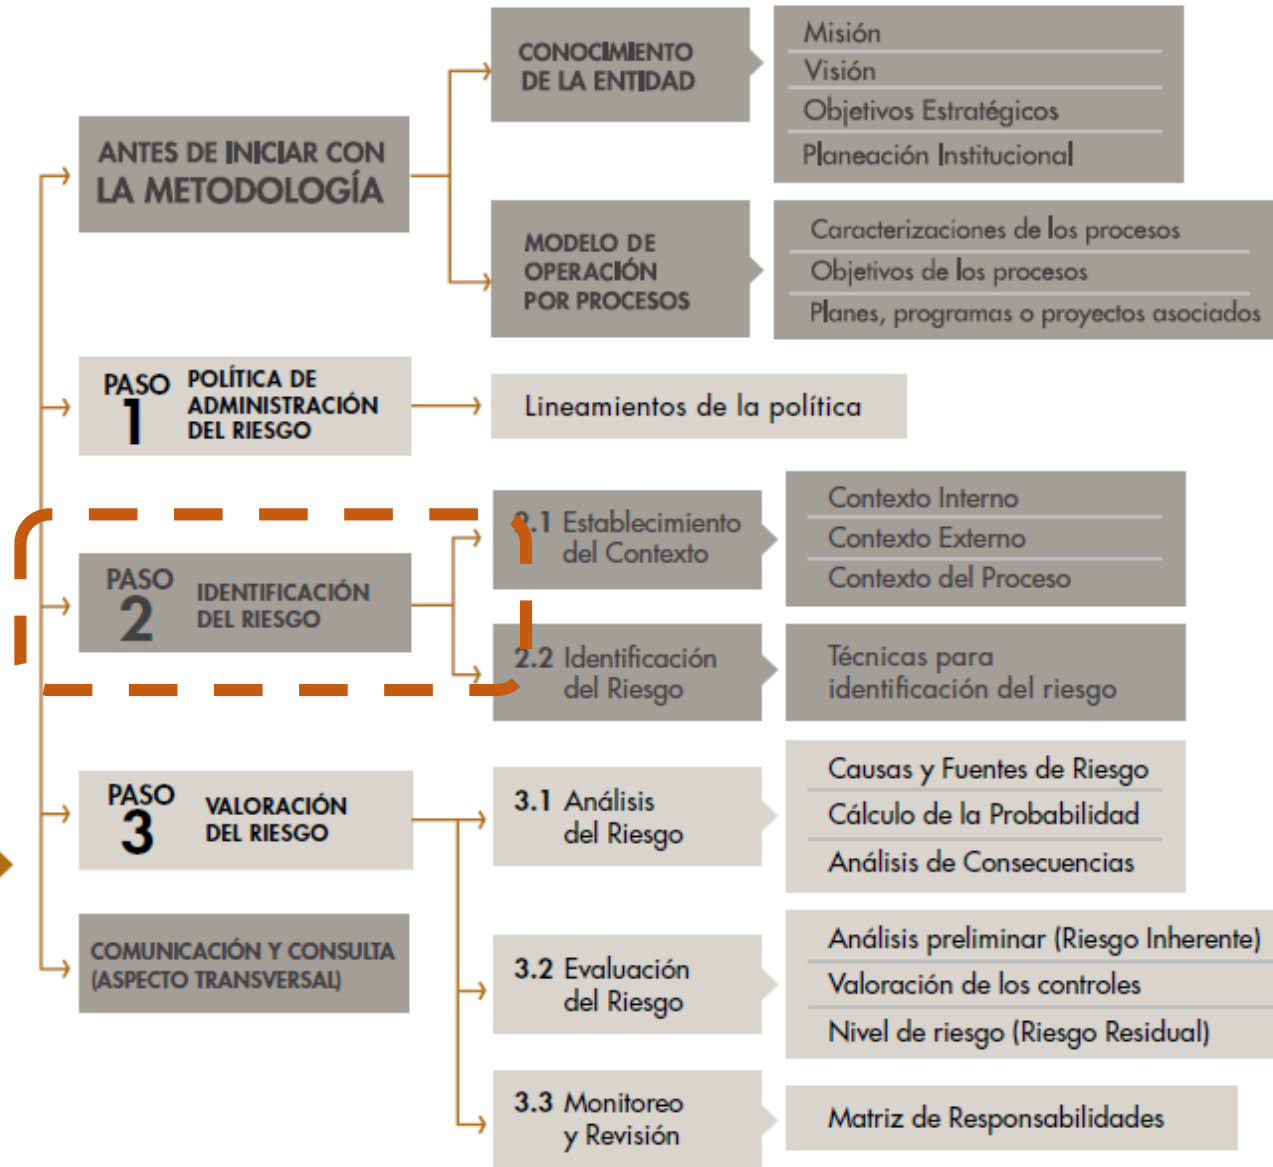 CONOCIMIENTO
DE LA ENTIDAD
Misión
Visión
Objetivos Estratégicos
Planeación Institucional
ANTES DE INICIAR CON
LA METODOLOGÍA
MODELO DE
OPERACIÓN
POR PROCESOS
Caracterizaciones de los procesos
Objetivos de los procesos
Planes, programas o proyectos asociados
PASO
1
POLÍTICA DE
ADMINISTRACIÓN
DEL RIESGO
Lineamientos de la política
PASO
2
IDENTIFICACIÓN
DEL RIESGO
2.1 Establecimiento
del Contexto
Contexto Interno
Contexto Externo
Contexto del Proceso
2.2 Identificación
del Riesgo
Técnicas para
identificación del riesgo
PASO
3
VALORACIÓN
DEL RIESGO
3.1 Análisis
del Riesgo
Causas y Fuentes de Riesgo
Cálculo de la Probabilidad
Análisis de Consecuencias
COMUNICACIÓN Y CONSULTA
(ASPECTO TRANSVERSAL)
3.2 Evaluación
del Riesgo
Análisis preliminar (Riesgo Inherente)
Valoración de los controles
Nivel de riesgo (Riesgo Residual)
3.3 Monitoreo
y Revisión
Matriz de Responsabilidades